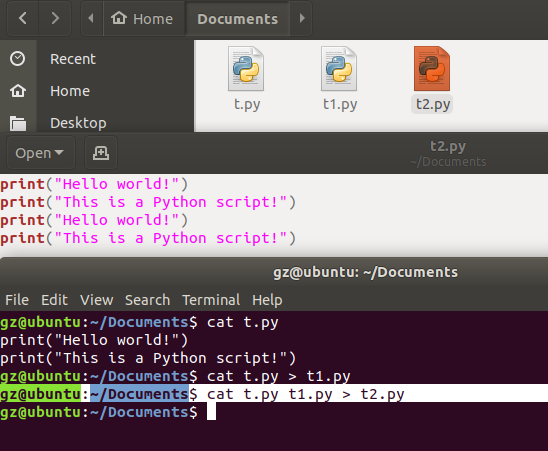 Home Documents
Recent
Home
Desktop
t.py t1.py t2.py
Open
t2.py
~/Documents
print("Hello world!")
print("This is a Python script!")
print("Hello world!")
print("This is a Python script!")
gz@ubuntu: ~/Documents
File Edit View Search Terminal Help
gz@ubuntu:~/Documents$ cat t.py
print("Hello world!")
print("This is a Python script!")
gz@ubuntu:~/Documents$ cat t.py > t1.py
gz@ubuntu:~/Documents$ cat t.py t1.py > t2.py
gz@ubuntu:~/Documents$